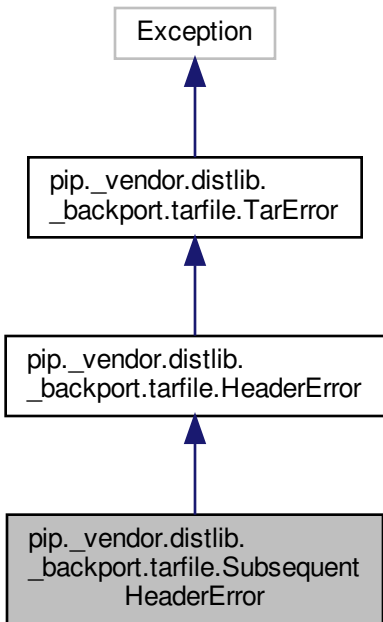 Exception
pip._vendor.distlib.
_backport.tarfile.TarError
pip._vendor.distlib.
_backport.tarfile.HeaderError
pip._vendor.distlib.
_backport.tarfile.Subsequent
HeaderError